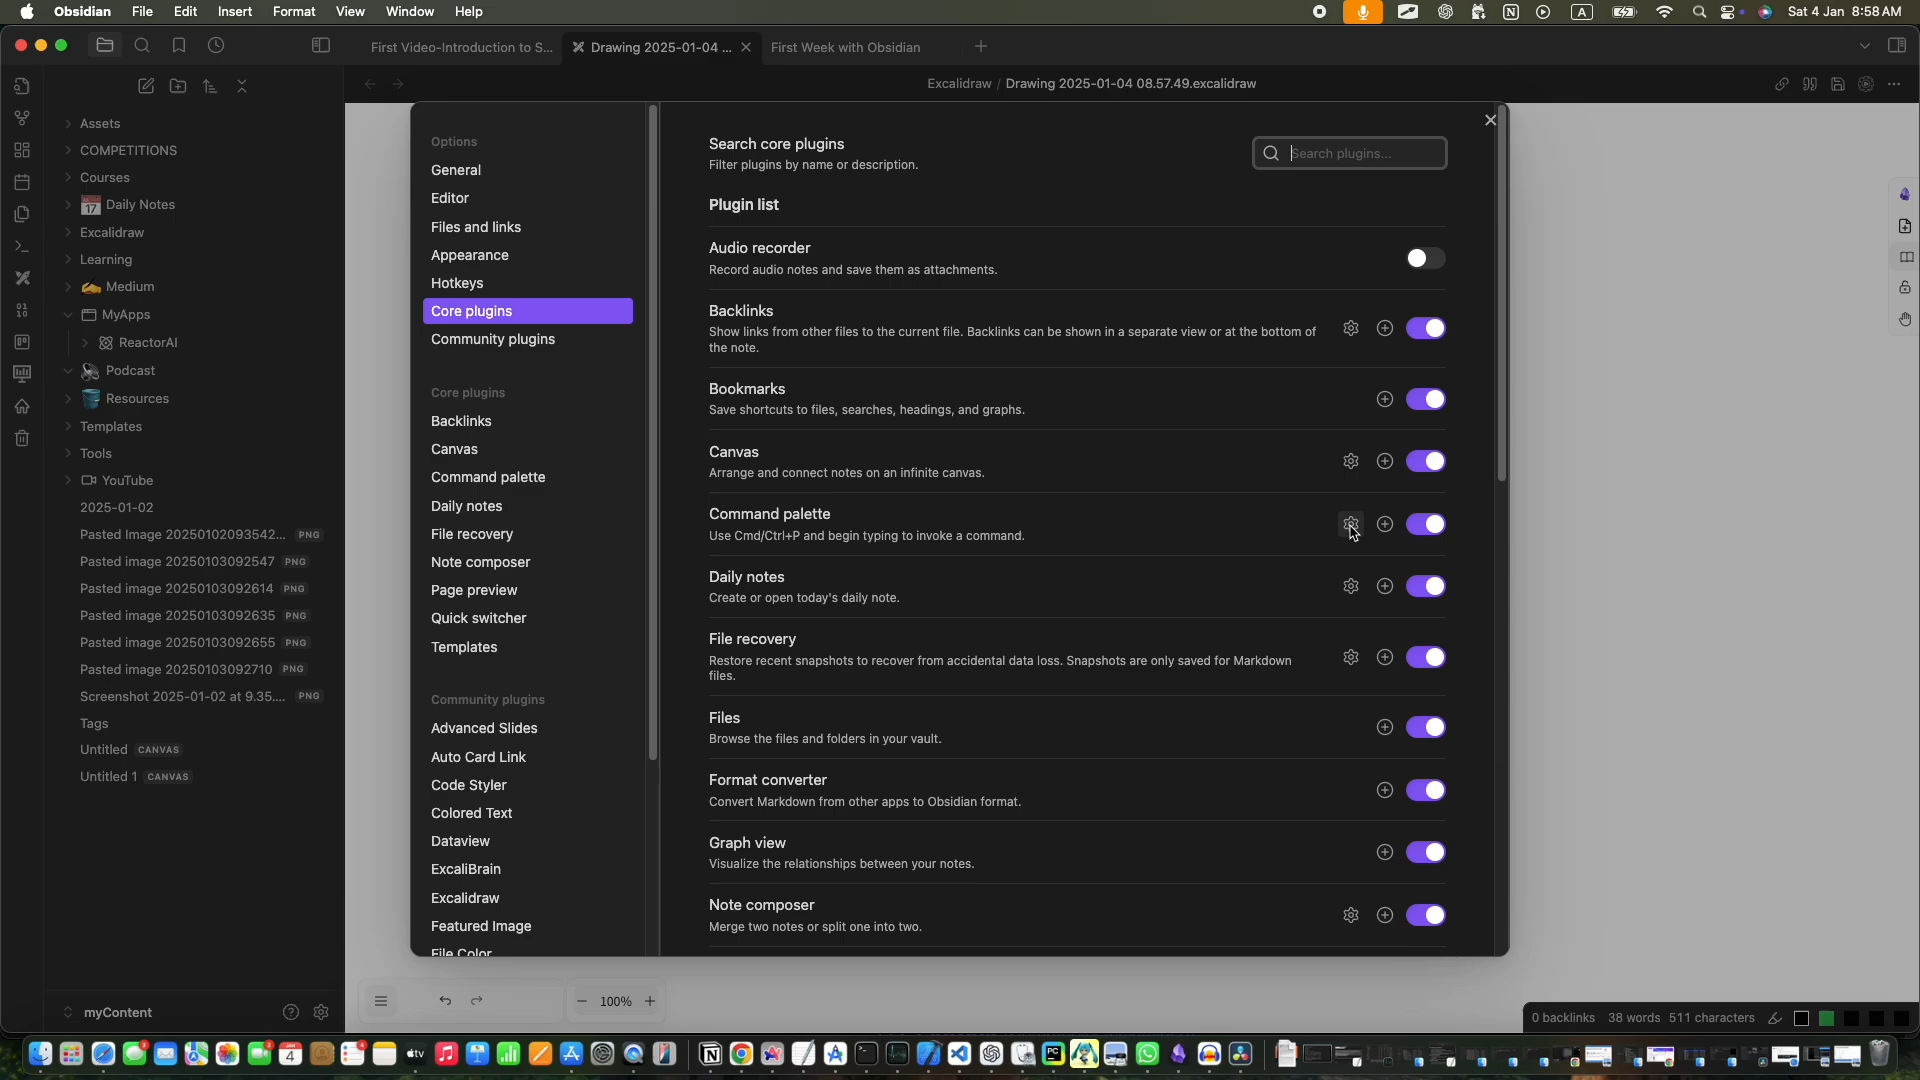 Obsidian File Edit Insert Format View Window Help
Sat 4 Jan 8:58 AM
First Video-Introduction to S...
Drawing 2025-01-04 ...
First Week with Obsidian
Excalidraw / Drawing 2025-01-04 08.57.49.excalidraw
Assets
COMPETITIONS
Courses
Daily Notes
Excalidraw
Learning
Medium
MyApps
ReactorAI
Podcast
Resources
Templates
Tools
YouTube
2025-01-02
Pasted Image 20250102093542... PNG
Pasted image 20250103092547 PNG
Pasted image 20250103092614 PNG
Pasted image 20250103092635 PNG
Pasted image 20250103092655 PNG
Pasted image 20250103092710 PNG
Screenshot 2025-01-02 at 9.35.... PNG
Tags
Untitled CANVAS
Untitled 1 CANVAS
myContent
Options
General
Editor
Files and links
Appearance
Hotkeys
Core plugins
Community plugins
Core plugins
Backlinks
Canvas
Command palette
Daily notes
File recovery
Note composer
Page preview
Quick switcher
Templates
Community plugins
Advanced Slides
Auto Card Link
Code Styler
Colored Text
Dataview
ExcaliBrain
Excalidraw
Featured Image
File Color
Search core plugins
Filter plugins by name or description.
Search plugins...
Plugin list
Audio recorder
Record audio notes and save them as attachments.
Backlinks
Show links from other files to the current file. Backlinks can be shown in a separate view or at the bottom of
the note.
Bookmarks
Save shortcuts to files, searches, headings, and graphs.
Canvas
Arrange and connect notes on an infinite canvas.
Command palette
Use Cmd/Ctrl+P and begin typing to invoke a command.
Daily notes
Create or open today's daily note.
File recovery
Restore recent snapshots to recover from accidental data loss. Snapshots are only saved for Markdown
files.
Files
Browse the files and folders in your vault.
Format converter
Convert Markdown from other apps to Obsidian format.
Graph view
Visualize the relationships between your notes.
Note composer
Merge two notes or split one into two.
100%
0 backlinks 38 words 511 characters